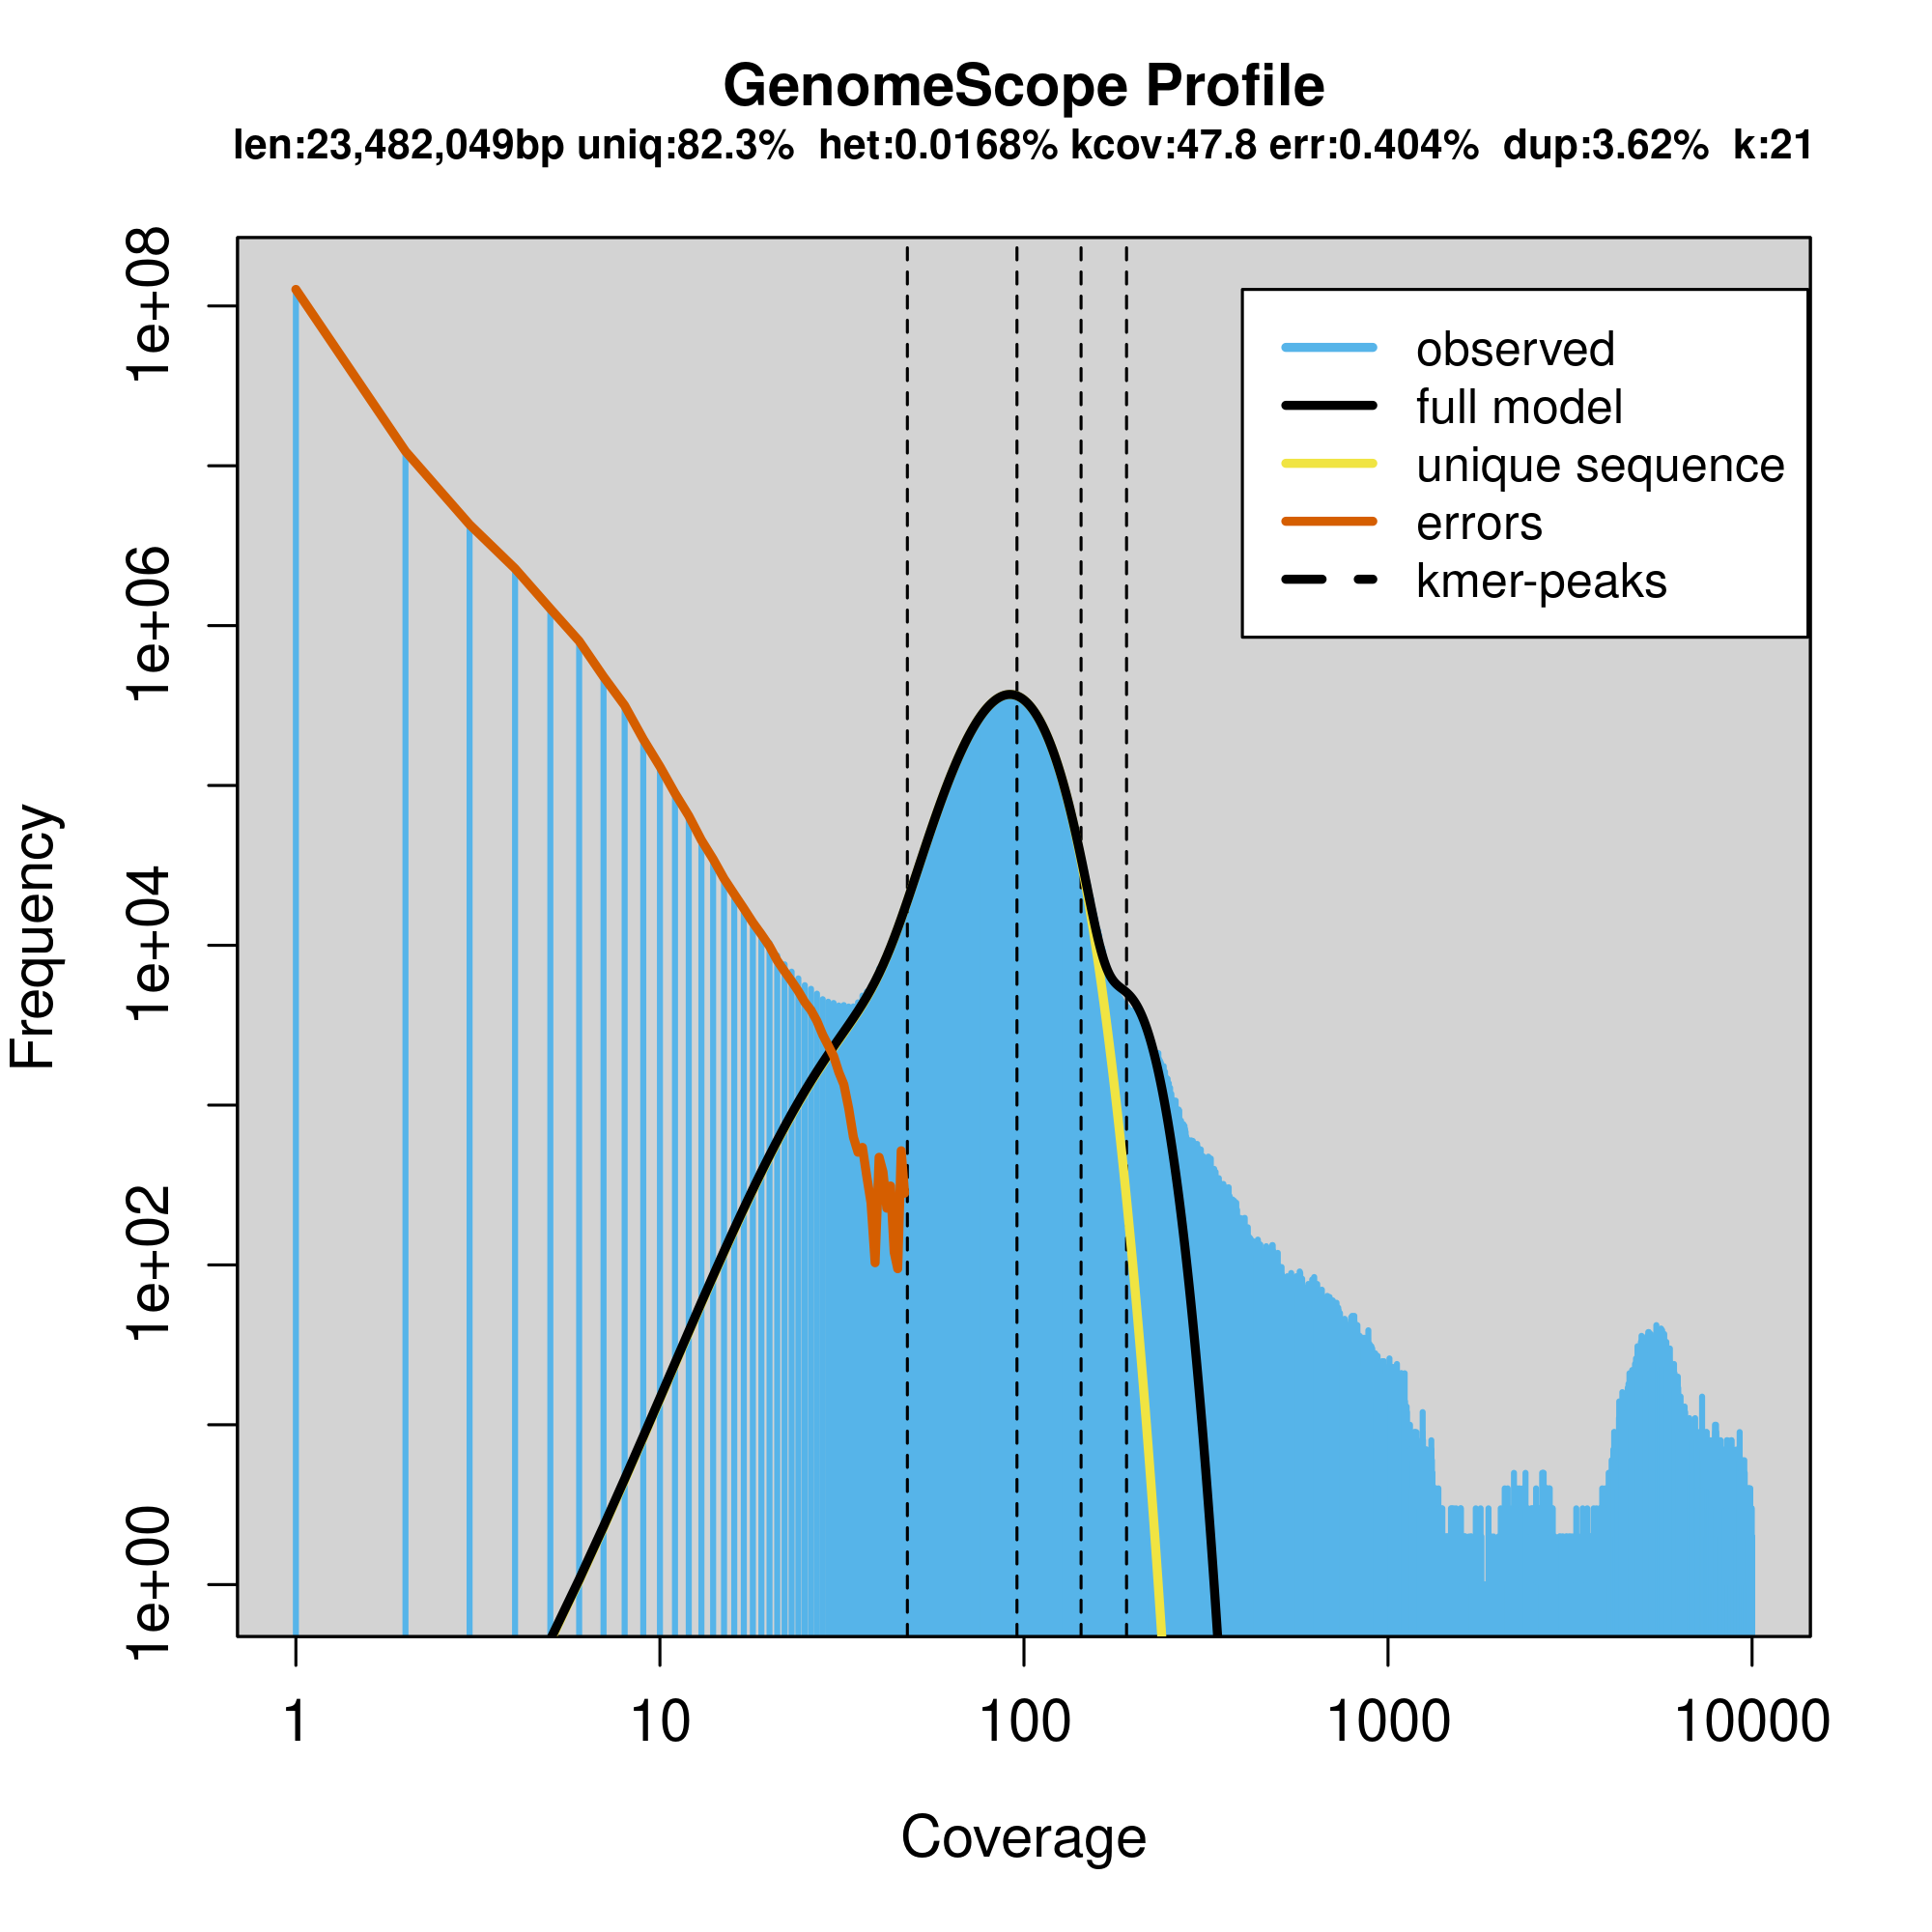 GenomeScope Profile
len:23,482,049bp uniq:82.3% het:0.0168% kcov:47.8 err:0.404% dup:3.62% k:21
Frequency
1e+08
1e+06
1e+04
1e+02
1e+00
observed
full model
unique sequence
errors
kmer-peaks
1 10 100 1000 10000
Coverage